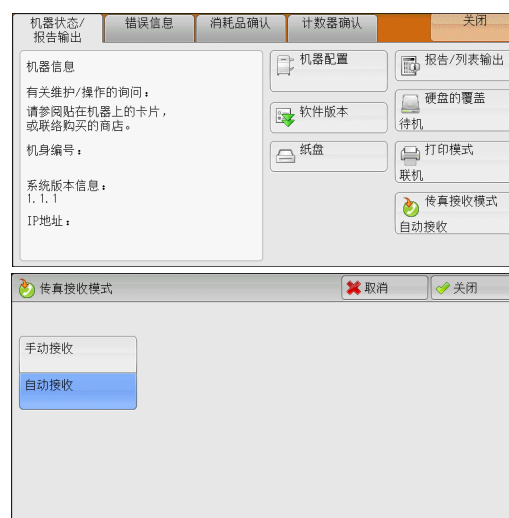 机器状态/
报告输出
错误信息
消耗品确认
计数器确认
关闭
机器信息
有关维护/操作的询问:
请参阅贴在机器上的卡片,
或联络购买的商店。
机身编号:
系统版本信息:
1.1.1
IP地址:
机器配置
软件版本
纸盘
报告/列表输出
硬盘的覆盖
待机
打印模式
联机
传真接收模式
自动接收
传真接收模式
取消
关闭
手动接收
自动接收